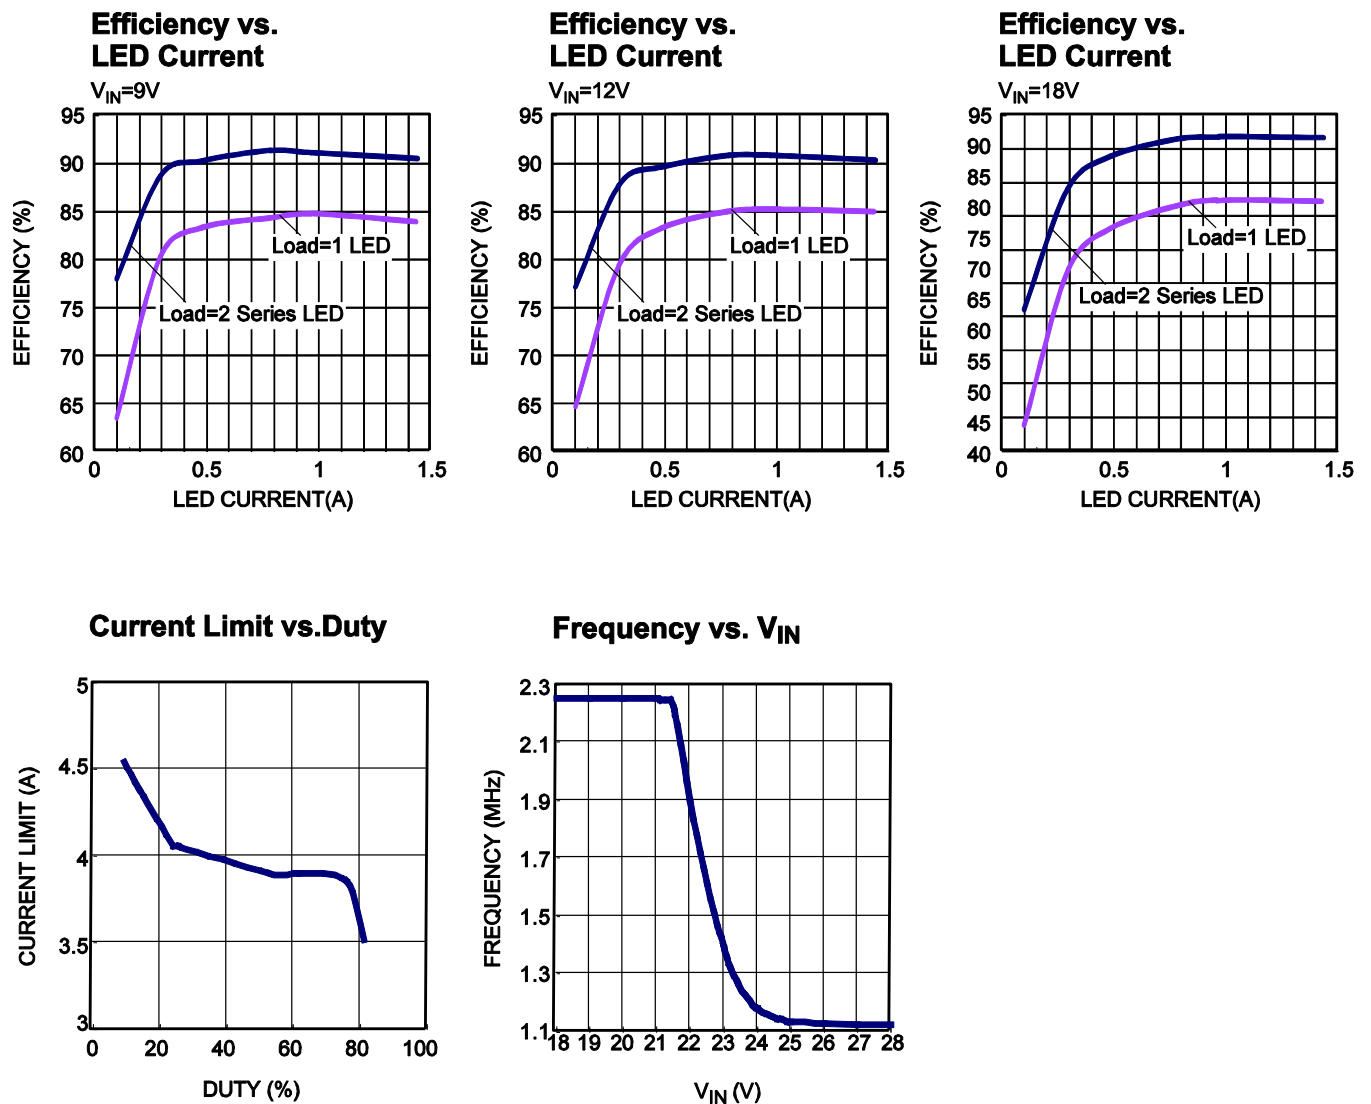 Efficiency vs.
LED Current
V_IN=9V
95
90
85
80
75
70
65
60
0
0.5
1
1.5
EFFICIENCY (%)
LED CURRENT(A)
Load=1 LED
Load=2 Series LED
Efficiency vs.
LED Current
V_IN=12V
95
90
85
80
75
70
65
60
0
0.5
1
1.5
EFFICIENCY (%)
LED CURRENT(A)
Load=1 LED
Load=2 Series LED
Efficiency vs.
LED Current
V_IN=18V
95
90
85
80
75
70
65
60
55
50
45
40
0
0.5
1
1.5
EFFICIENCY (%)
LED CURRENT(A)
Load=1 LED
Load=2 Series LED
Current Limit vs.Duty
5
4.5
4
3.5
3
0
20
40
60
80
100
CURRENT LIMIT (A)
DUTY (%)
Frequency vs. V_IN
2.3
2.1
1.9
1.7
1.5
1.3
1.1
18
19
20
21
22
23
24
25
26
27
28
FREQUENCY (MHz)
V_IN (V)